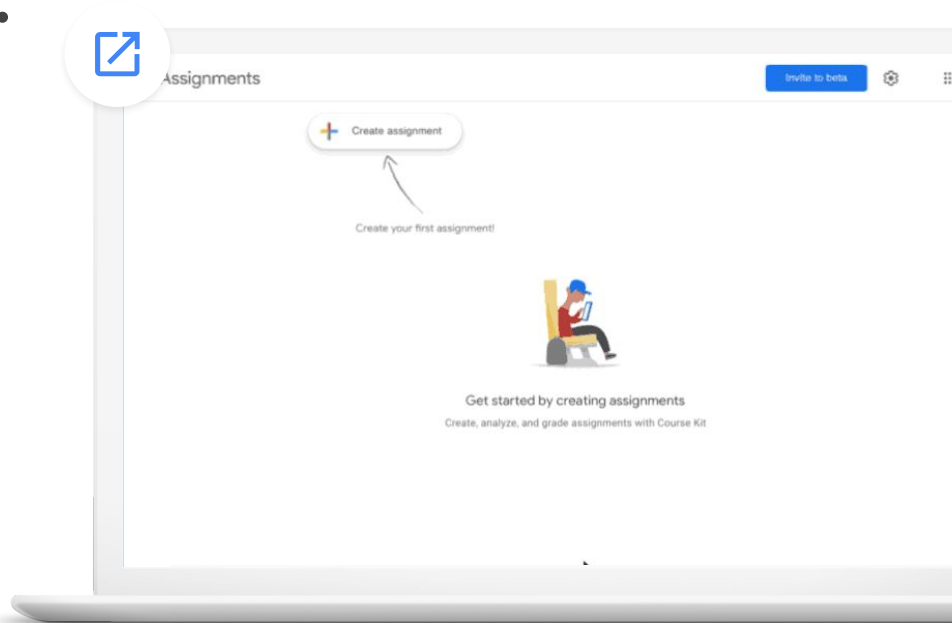 Assignments
Invite to beta
Create assignment
Create your first assignment!
Get started by creating assignments
Create, analyze, and grade assignments with Course Kit